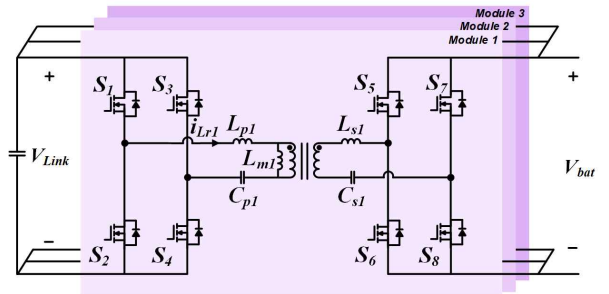 Module 3
Module 2
Module 1
+
+
S1
S3
S5
S7
iLr1
Lp1
Ls1
Lm1
VLink
Vbat
Cp1
Cs1
−
−
S2
S4
S6
S8